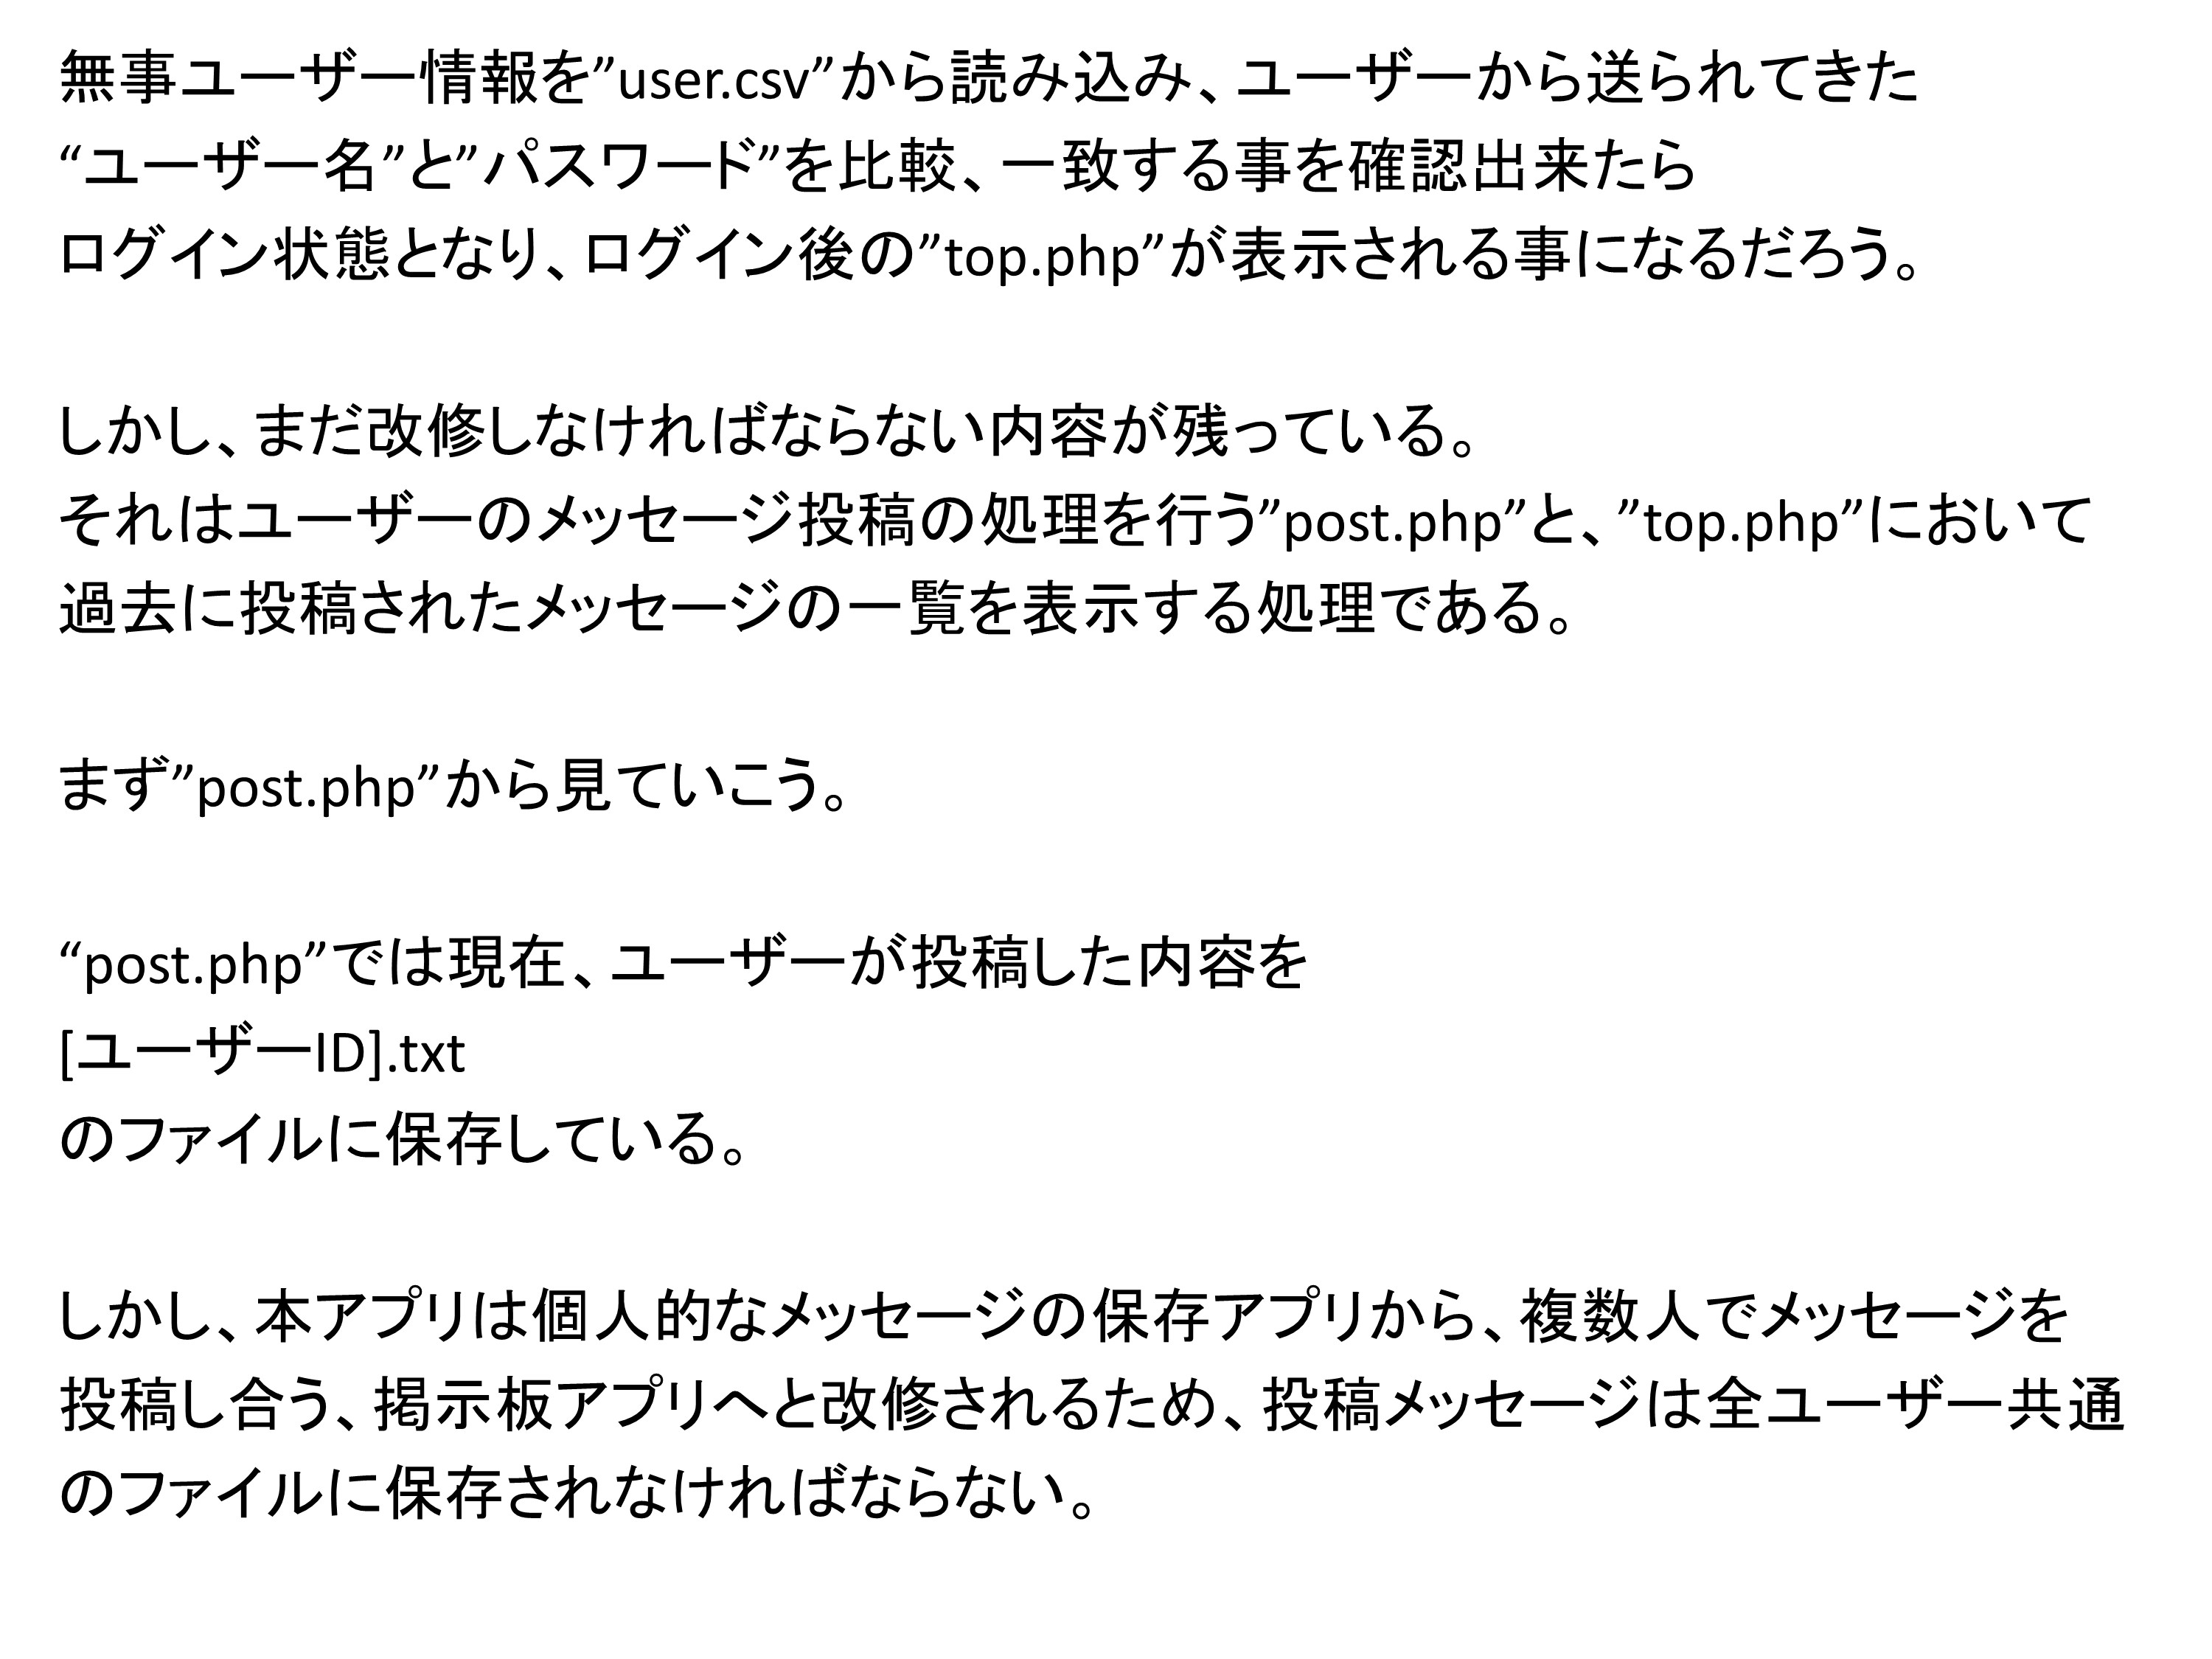 無事ユーザー情報を”user.csv”から読み込み、ユーザーから送られてきた
“ユーザー名”と”パスワード”を比較、一致する事を確認出来たら
ログイン状態となり、ログイン後の”top.php”が表示される事になるだろう。
しかし、まだ改修しなければならない内容が残っている。
それはユーザーのメッセージ投稿の処理を行う”post.php”と、”top.php”において
過去に投稿されたメッセージの一覧を表示する処理である。
まず”post.php”から見ていこう。
“post.php”では現在、ユーザーが投稿した内容を
[ユーザーID].txt
のファイルに保存している。
しかし、本アプリは個人的なメッセージの保存アプリから、複数人でメッセージを
投稿し合う、掲示板アプリへと改修されるため、投稿メッセージは全ユーザー共通
のファイルに保存されなければならない。